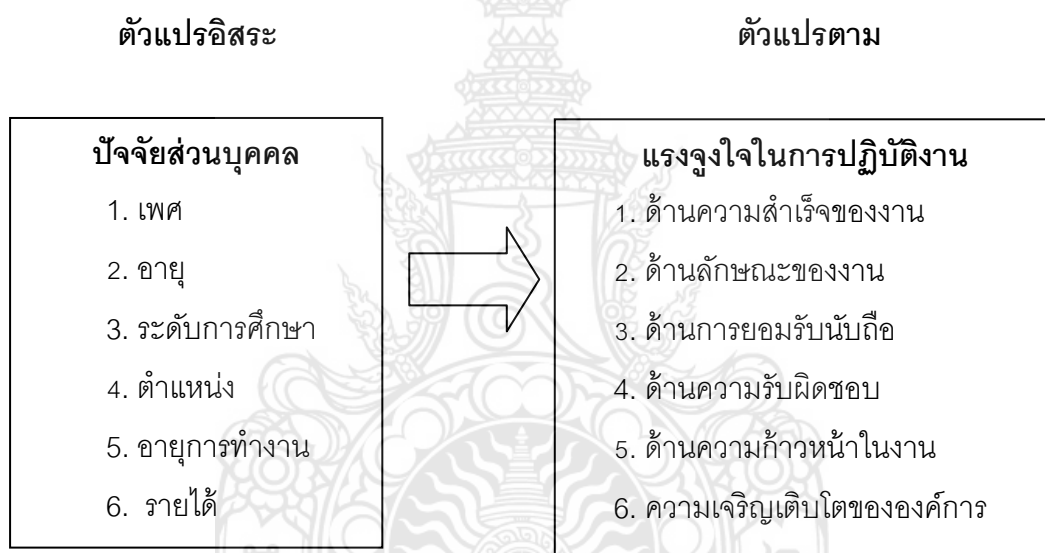 ตัวแปรอิสระ
ตัวแปรตาม
ปัจจัยส่วนบุคคล
1. เพศ
2. อายุ
3. ระดับการศึกษา
4. ตำแหน่ง
5. อายุการทำงาน
6. รายได้
แรงจูงใจในการปฏิบัติงาน
1. ด้านความสำเร็จของงาน
2. ด้านลักษณะของงาน
3. ด้านการยอมรับนับถือ
4. ด้านความรับผิดชอบ
5. ด้านความก้าวหน้าในงาน
6. ความเจริญเติบโตขององค์การ